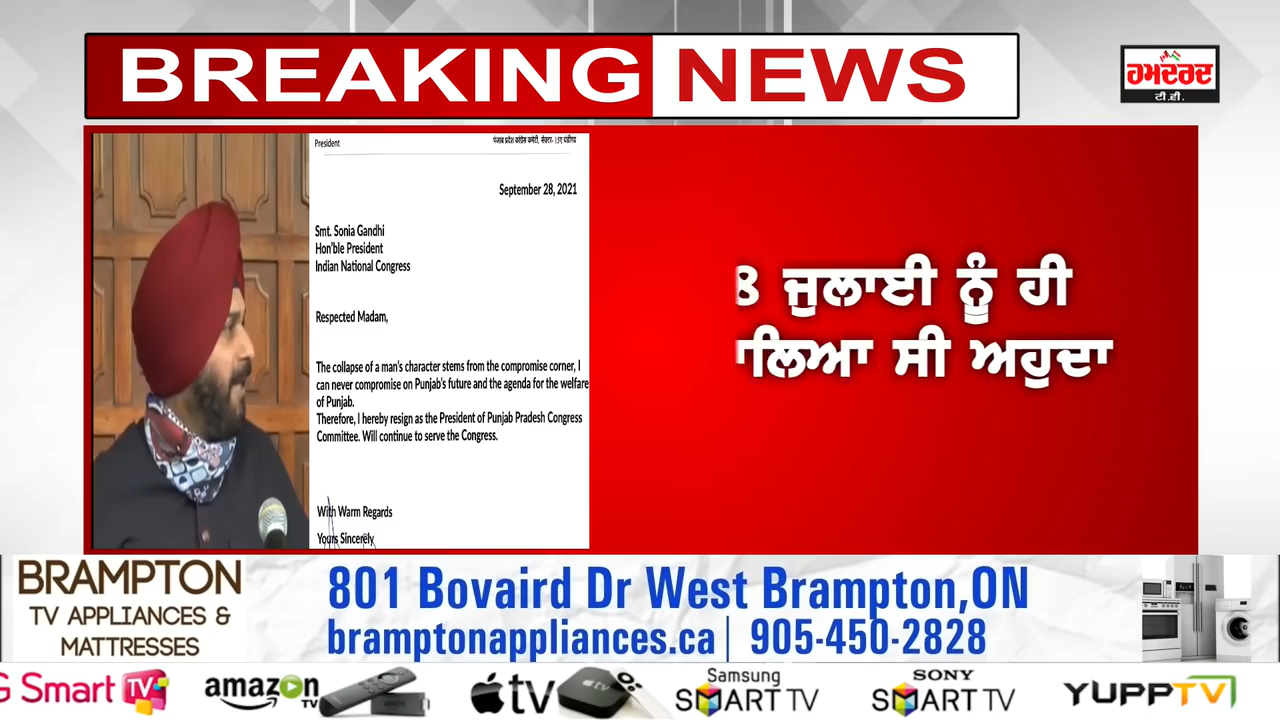 BREAKING NEWS
ਹਮਦਰਦ
ਟੀ.ਵੀ.
President
September 28, 2021
Smt. Sonia Gandhi
Hon'ble President
Indian National Congress
Respected Madam,
The collapse of a man's character stems from the compromise corner, I
can never compromise on Punjab's future and the agenda for the welfare
of Punjab.
Therefore, I hereby resign as the President of Punjab Pradesh Congress
Committee. Will continue to serve the Congress.
With Warm Regards
Yours Sincerely
8 ਜੁਲਾਈ ਨੂੰ ਹੀ
ਾਲਿਆ ਸੀ ਅਹੁਦਾ
BRAMPTON
TV APPLIANCES &
MATTRESSES
801 Bovaird Dr West Brampton,ON
bramptonappliances.ca| 905-450-2828
G Smart TV
amazon TV
tv
tv
Samsung
SMART TV
SONY
SMART TV
YUPPTV